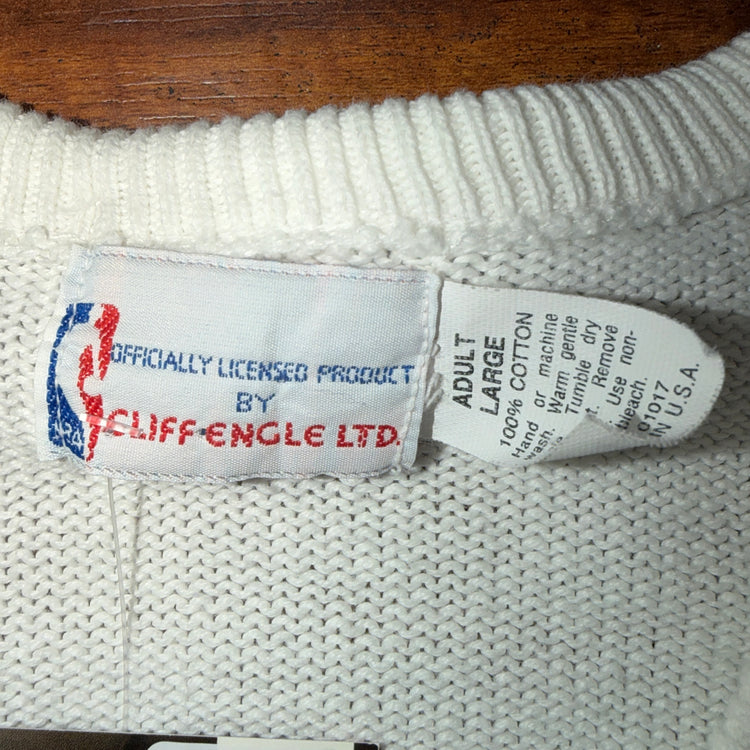 OFFICIALLY LICENSED PRODUCT
BY
CLIFF ENGLE LTD.
ADULT
LARGE
100% COTTON
Hand or machine
wash. Warm gentle
Tumble dry
Remove
Use non-
bleach.
01017
IN U.S.A.